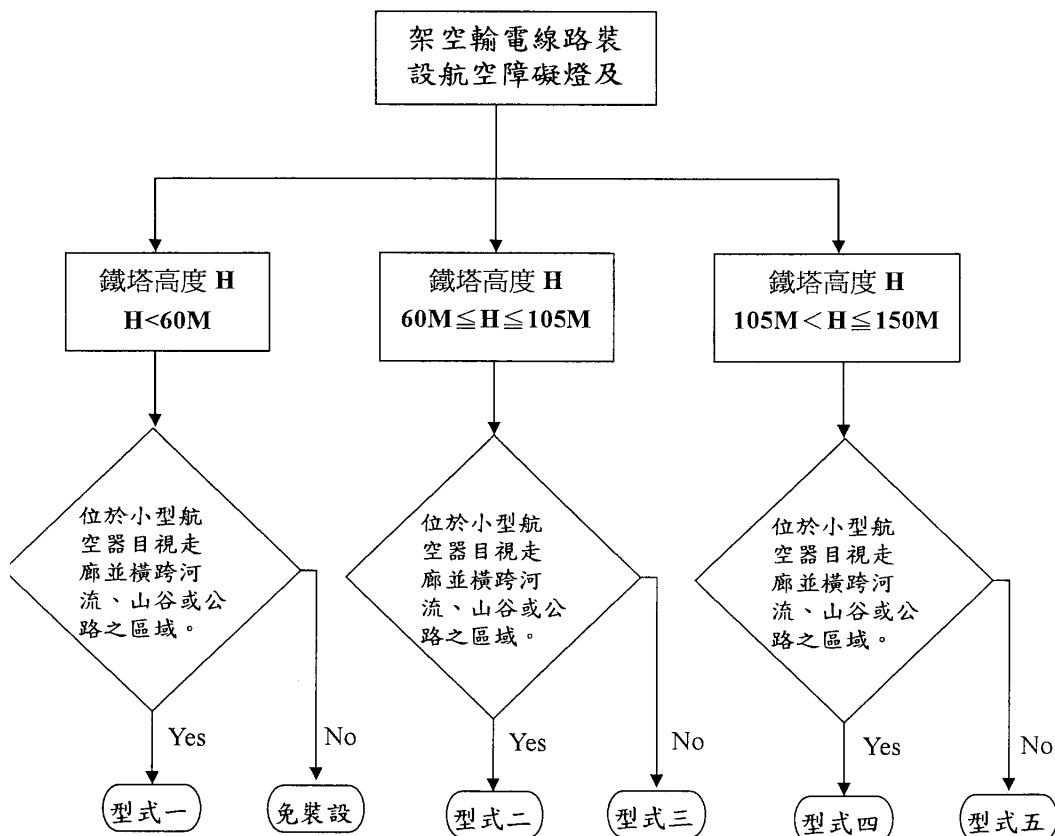 架空輸電線路裝
設航空障礙燈及
鐵塔高度 H
H<60M
鐵塔高度 H
60M≦H≦105M
鐵塔高度 H
105M＜H≦150M
位於小型航
空器目視走
廊並橫跨河
流、山谷或公
路之區域。
位於小型航
空器目視走
廊並橫跨河
流、山谷或公
路之區域。
位於小型航
空器目視走
廊並橫跨河
流、山谷或公
路之區域。
Yes
No
Yes
No
Yes
No
型式一
免裝設
型式二
型式三
型式四
型式五